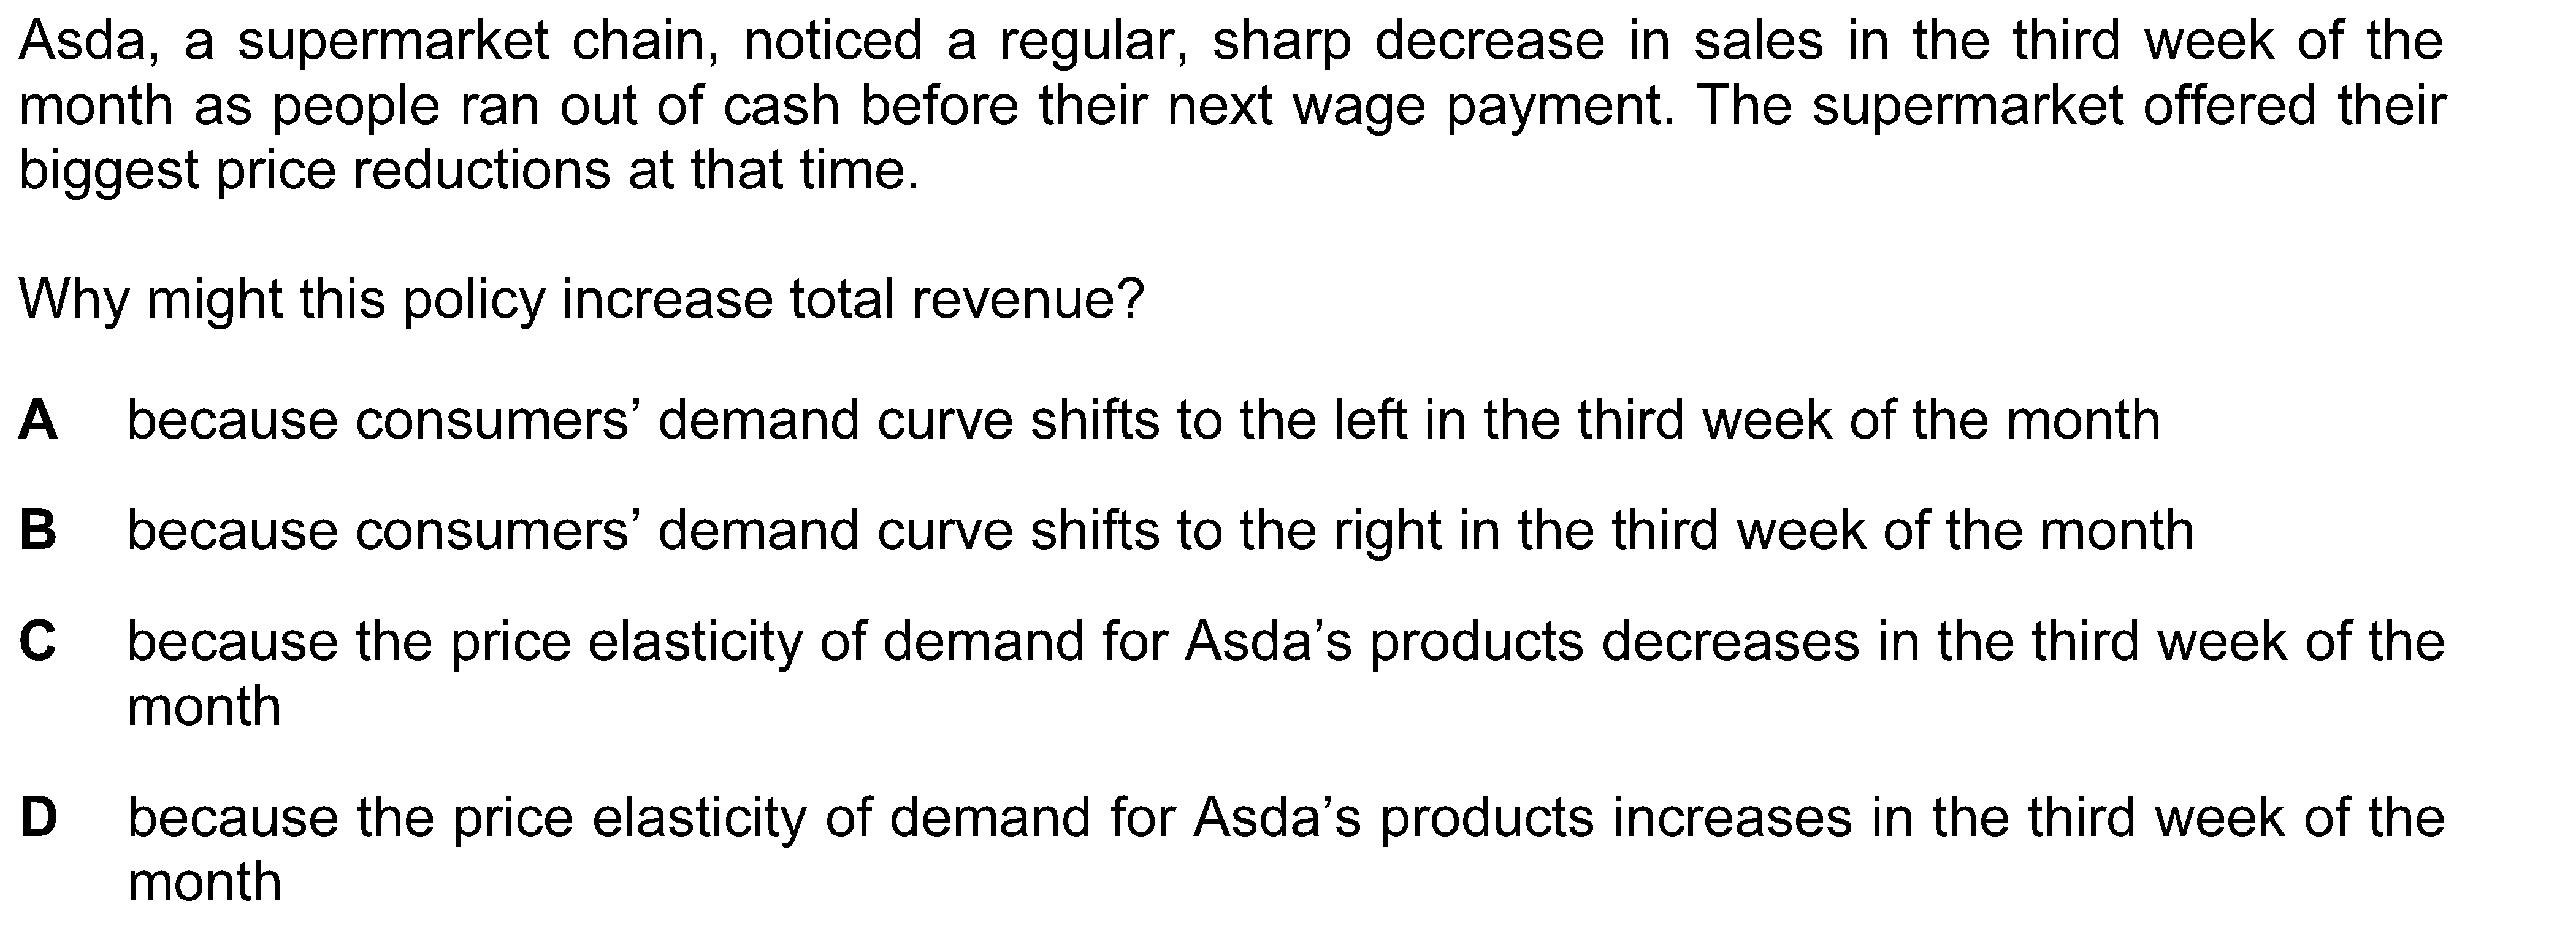 Asda, a supermarket chain, noticed a regular, sharp decrease in sales in the third week of the
month as people ran out of cash before their next wage payment. The supermarket offered their
biggest price reductions at that time.
Why might this policy increase total revenue?
A because consumers’ demand curve shifts to the left in the third week of the month
B because consumers’ demand curve shifts to the right in the third week of the month
C because the price elasticity of demand for Asda’s products decreases in the third week of the
month
D because the price elasticity of demand for Asda’s products increases in the third week of the
month